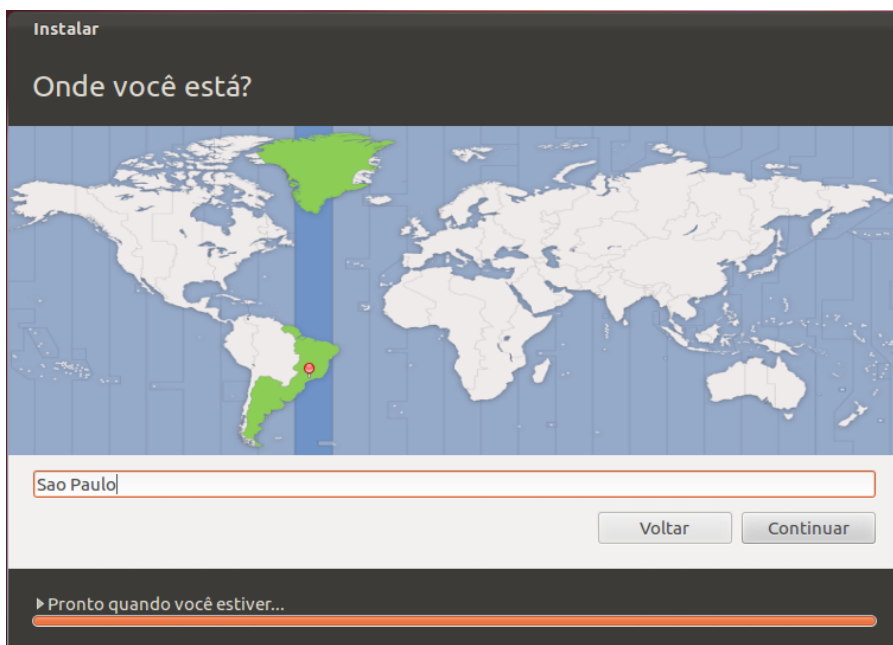 Instalar
Onde você está?
Sao Paulo
Voltar Continuar
Pronto quando você estiver...